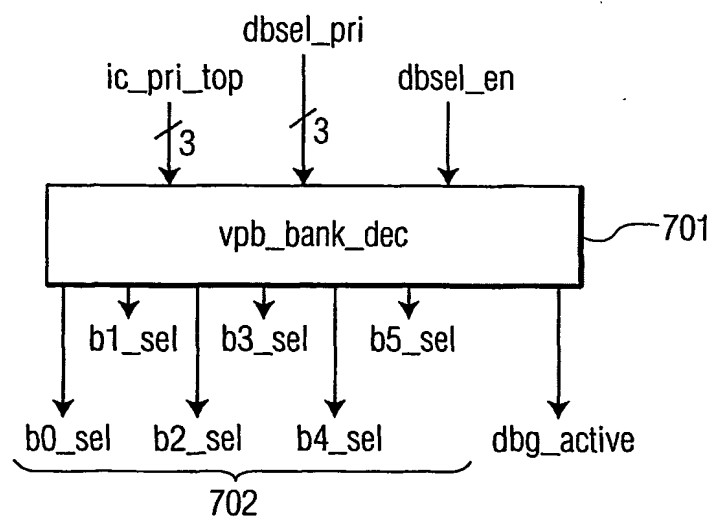 dbsel_pri
ic_pri_top
dbsel_en
3
3
vpb_bank_dec
701
b1_sel
b3_sel
b5_sel
b0_sel
b2_sel
b4_sel
dbg_active
702